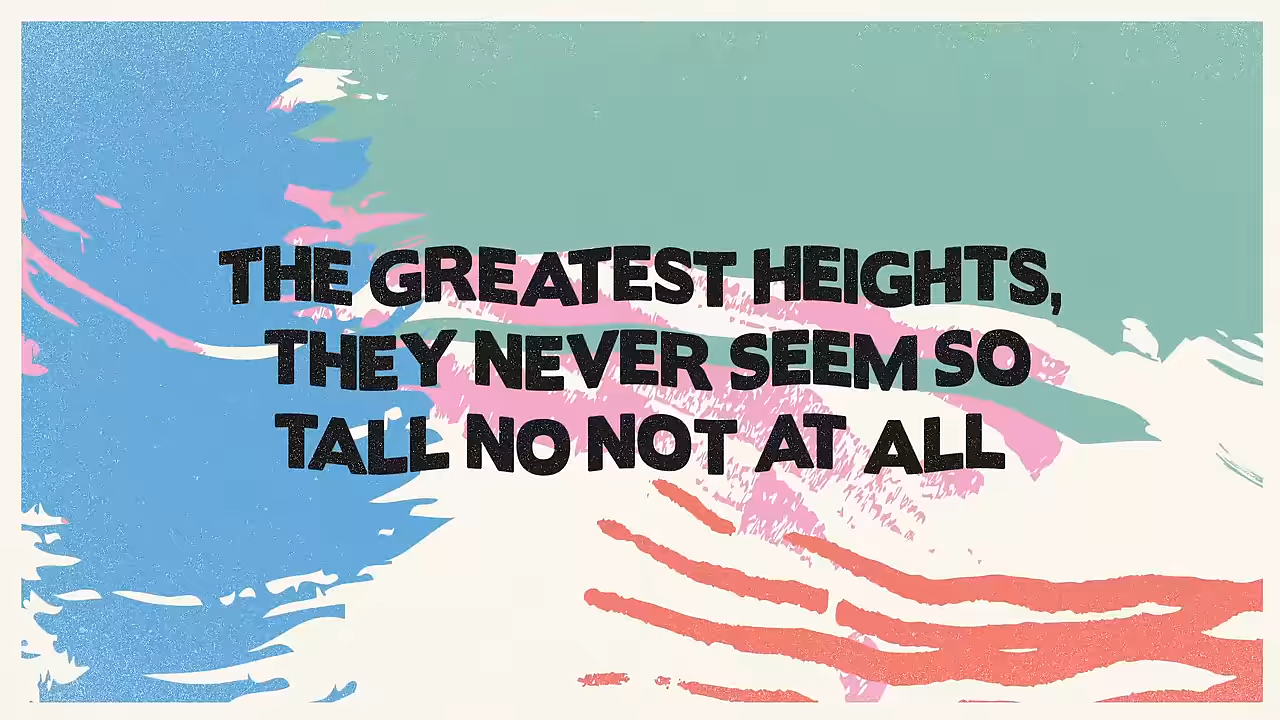 THE GREATEST HEIGHTS,
THEY NEVER SEEM SO
TALL NO NOT AT ALL